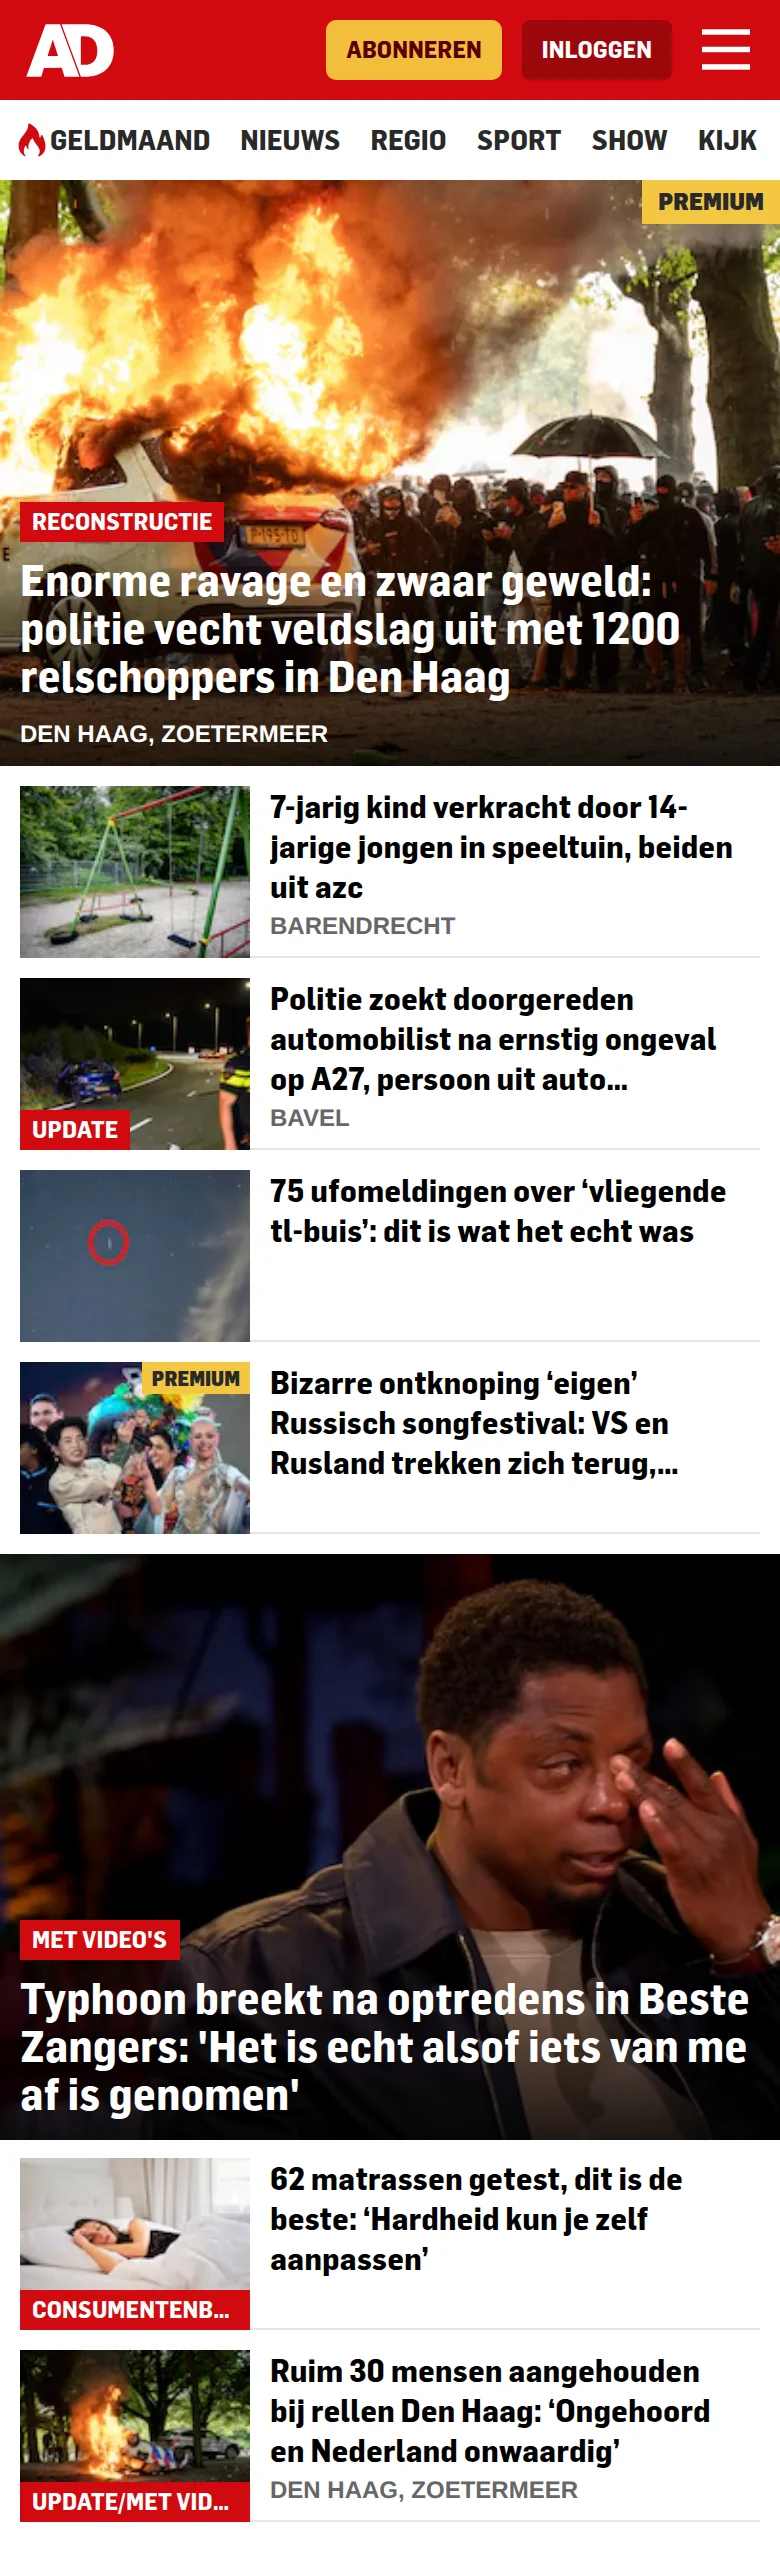 AD
ABONNEREN
INLOGGEN
GELDMAAND NIEUWS REGIO SPORT SHOW KIJK
PREMIUM
RECONSTRUCTIE
Enorme ravage en zwaar geweld:
politie vecht veldslag uit met 1200
relschoppers in Den Haag
DEN HAAG, ZOETERMEER
7-jarig kind verkracht door 14-
jarige jongen in speeltuin, beiden
uit azc
BARENDRECHT
Politie zoekt doorgereden
automobilist na ernstig ongeval
op A27, persoon uit auto...
BAVEL
UPDATE
75 ufomeldingen over ‘vliegende
tl-buis’: dit is wat het echt was
PREMIUM
Bizarre ontknoping ‘eigen’
Russisch songfestival: VS en
Rusland trekken zich terug,...
MET VIDEO'S
Typhoon breekt na optredens in Beste
Zangers: 'Het is echt alsof iets van me
af is genomen'
62 matrassen getest, dit is de
beste: ‘Hardheid kun je zelf
aanpassen’
CONSUMENTENB...
Ruim 30 mensen aangehouden
bij rellen Den Haag: ‘Ongehoord
en Nederland onwaardig’
DEN HAAG, ZOETERMEER
UPDATE/MET VID...